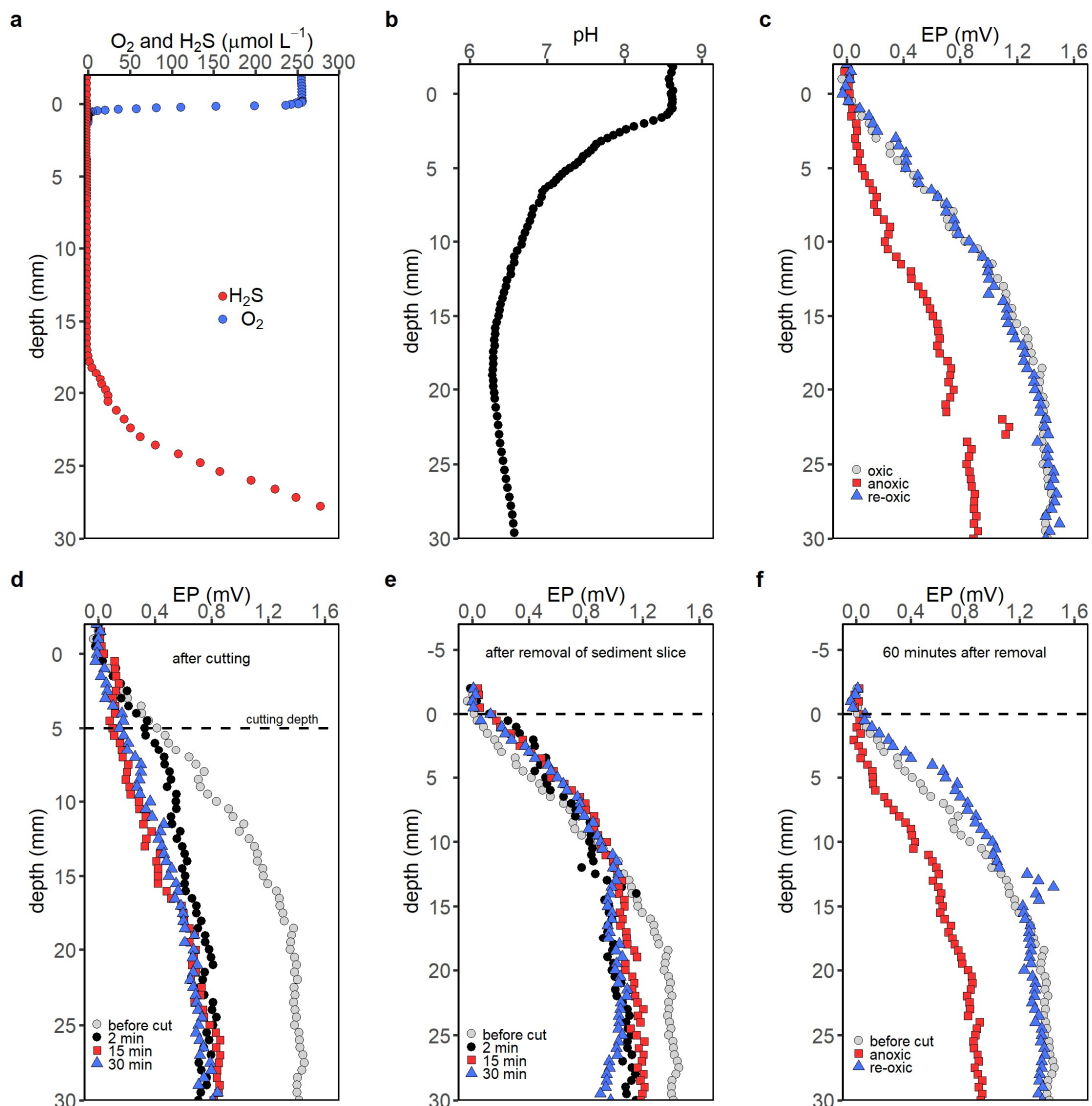 a
O₂ and H₂S (μmol L⁻¹)
0 50 100 150 200 250 300
0
5
10
15
20
25
30
depth (mm)
H₂S
O₂
b
pH
6 7 8 9
0
5
10
15
20
25
30
depth (mm)
c
EP (mV)
0.0 0.4 0.8 1.2 1.6
0
5
10
15
20
25
30
depth (mm)
oxic
anoxic
re-oxic
d
EP (mV)
0.0 0.4 0.8 1.2 1.6
after cutting
cutting depth
0
5
10
15
20
25
30
depth (mm)
before cut
2 min
15 min
30 min
e
EP (mV)
0.0 0.4 0.8 1.2 1.6
after removal of sediment slice
-5
0
5
10
15
20
25
30
depth (mm)
before cut
2 min
15 min
30 min
f
EP (mV)
0.0 0.4 0.8 1.2 1.6
60 minutes after removal
-5
0
5
10
15
20
25
30
depth (mm)
before cut
anoxic
re-oxic